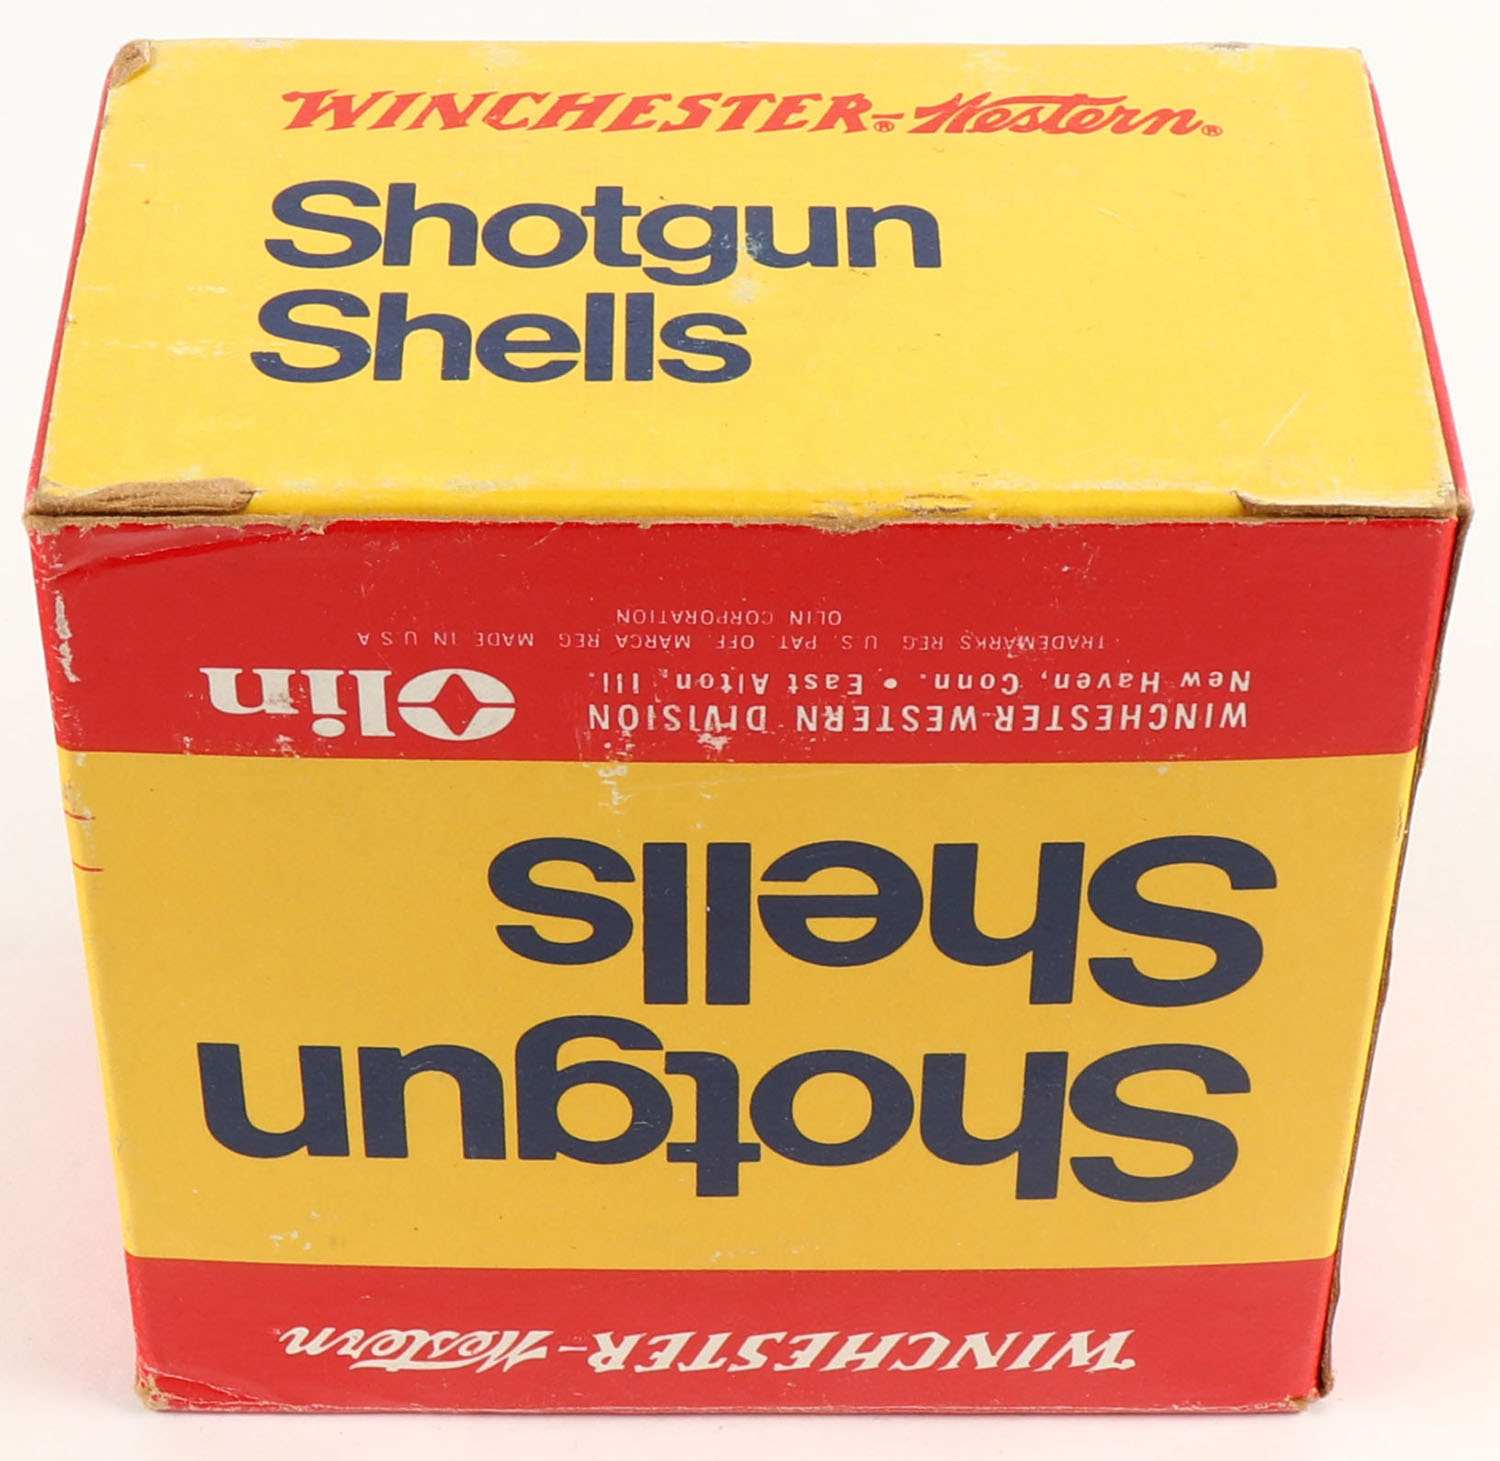 WINCHESTER®-Western®
Shotgun
Shells
WINCHESTER-Western
Shotgun
Shells
WINCHESTER-WESTERN DIVISION
New Haven, Conn. • East Alton, Ill.
TRADEMARKS REG U.S. PAT. OFF. MARCA REG MADE IN U S A
OLIN CORPORATION
Olin